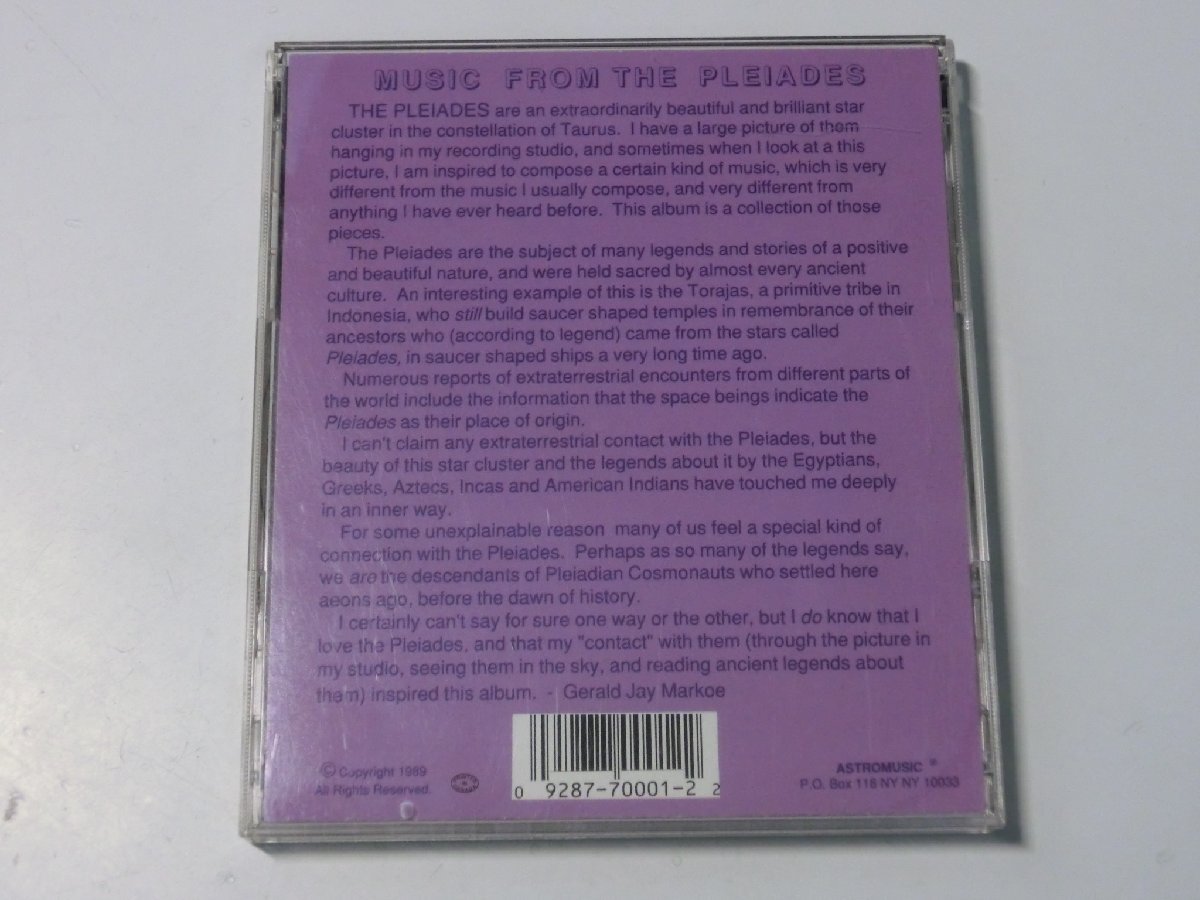 MUSIC FROM THE PLEIADES
THE PLEIADES are an extraordinarily beautiful and brilliant star
cluster in the constellation of Taurus. I have a large picture of them
hanging in my recording studio, and sometimes when I look at a this
picture, I am inspired to compose a certain kind of music, which is very
different from the music I usually compose, and very different from
anything I have ever heard before. This album is a collection of those
pieces.
The Pleiades are the subject of many legends and stories of a positive
and beautiful nature, and were held sacred by almost every ancient
culture. An interesting example of this is the Torajas, a primitive tribe in
Indonesia, who still build saucer shaped temples in remembrance of their
ancestors who (according to legend) came from the stars called
Pleiades, in saucer shaped ships a very long time ago.
Numerous reports of extraterrestrial encounters from different parts of
the world include the information that the space beings indicate the
Pleiades as their place of origin.
I can't claim any extraterrestrial contact with the Pleiades, but the
beauty of this star cluster and the legends about it by the Egyptians,
Greeks, Aztecs, Incas and American Indians have touched me deeply
in an inner way.
For some unexplainable reason many of us feel a special kind of
connection with the Pleiades. Perhaps as so many of the legends say,
we are the descendants of Pleiadian Cosmonauts who settled here
aeons ago, before the dawn of history.
I certainly can't say for sure one way or the other, but I do know that I
love the Pleiades, and that my "contact" with them (through the picture in
my studio, seeing them in the sky, and reading ancient legends about
them) inspired this album. - Gerald Jay Markoe
© Copyright 1989
All Rights Reserved.
0 9287-70001-2 2
ASTROMUSIC ®
P.O. Box 118 NY NY 10033